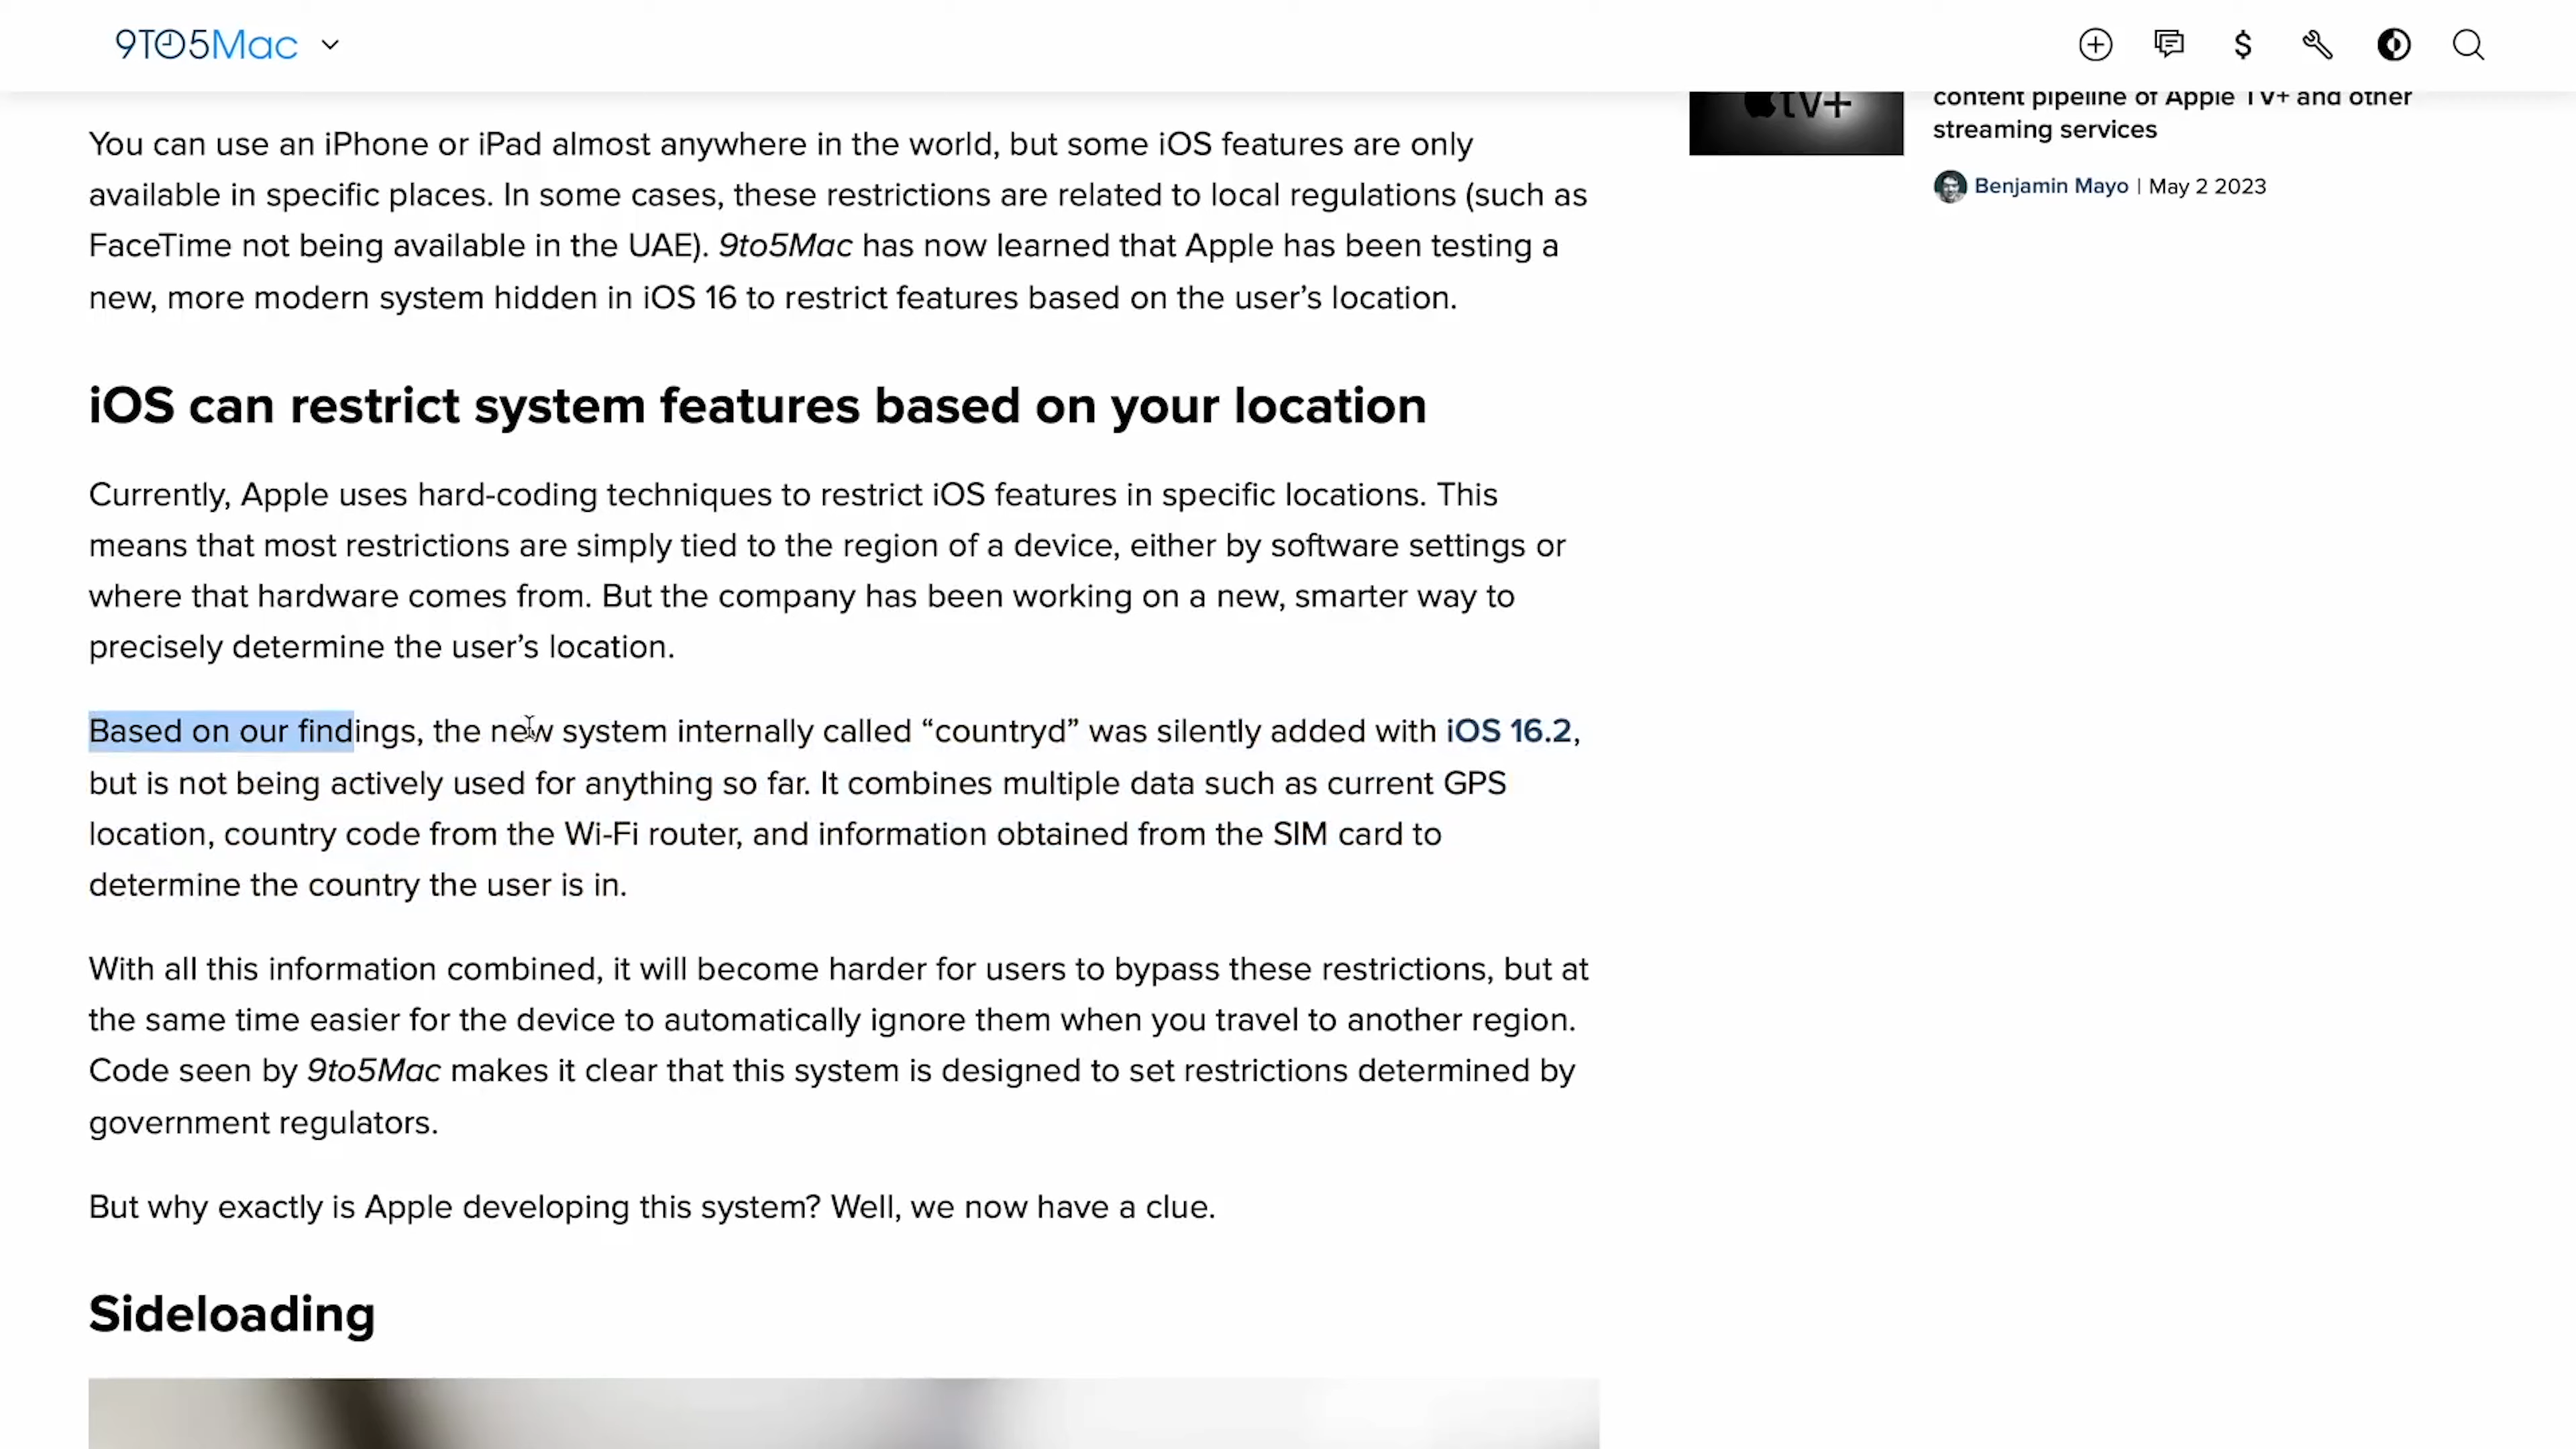 9TO5Mac
content pipeline of Apple TV+ and other
streaming services
tv+
Benjamin Mayo | May 2 2023
You can use an iPhone or iPad almost anywhere in the world, but some iOS features are only
available in specific places. In some cases, these restrictions are related to local regulations (such as
FaceTime not being available in the UAE). 9to5Mac has now learned that Apple has been testing a
new, more modern system hidden in iOS 16 to restrict features based on the user’s location.
iOS can restrict system features based on your location
Currently, Apple uses hard-coding techniques to restrict iOS features in specific locations. This
means that most restrictions are simply tied to the region of a device, either by software settings or
where that hardware comes from. But the company has been working on a new, smarter way to
precisely determine the user’s location.
Based on our findings, the new system internally called “countryd” was silently added with iOS 16.2,
but is not being actively used for anything so far. It combines multiple data such as current GPS
location, country code from the Wi-Fi router, and information obtained from the SIM card to
determine the country the user is in.
With all this information combined, it will become harder for users to bypass these restrictions, but at
the same time easier for the device to automatically ignore them when you travel to another region.
Code seen by 9to5Mac makes it clear that this system is designed to set restrictions determined by
government regulators.
But why exactly is Apple developing this system? Well, we now have a clue.
Sideloading